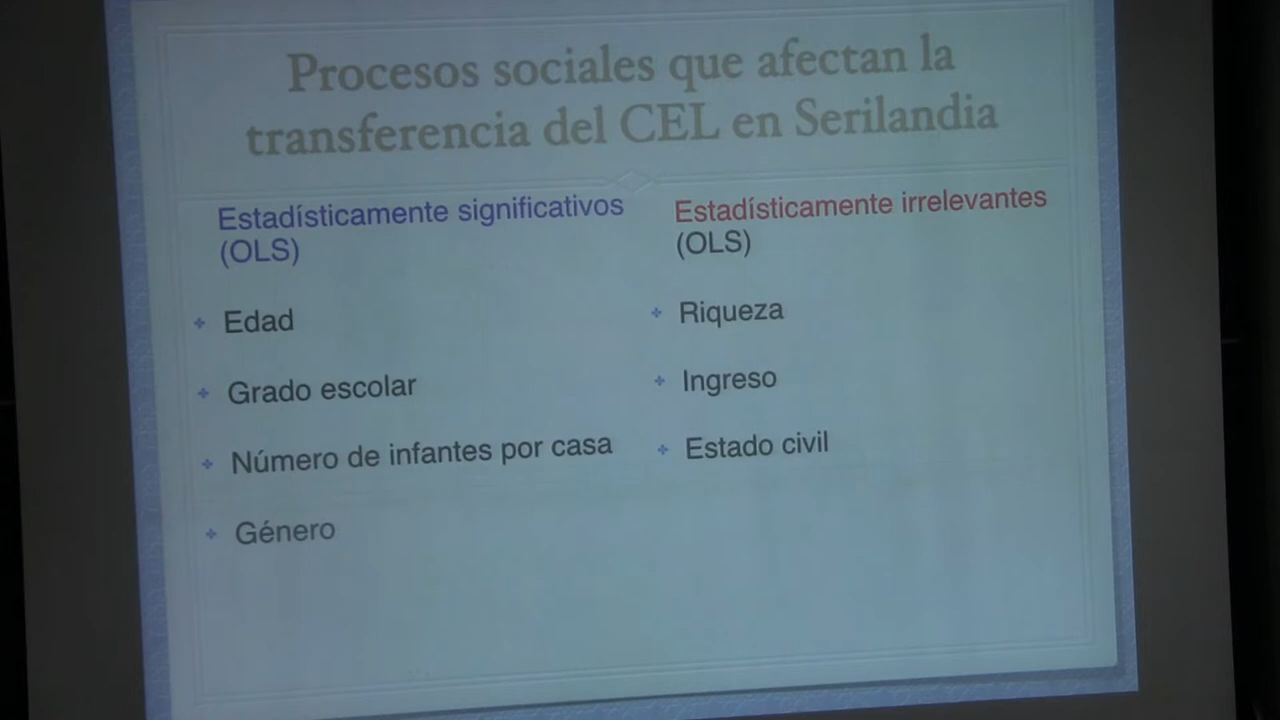 Procesos sociales que afectan la
transferencia del CEL en Serilandia
Estadísticamente significativos
(OLS)
Edad
Grado escolar
Número de infantes por casa
Género
Estadísticamente irrelevantes
(OLS)
Riqueza
Ingreso
Estado civil